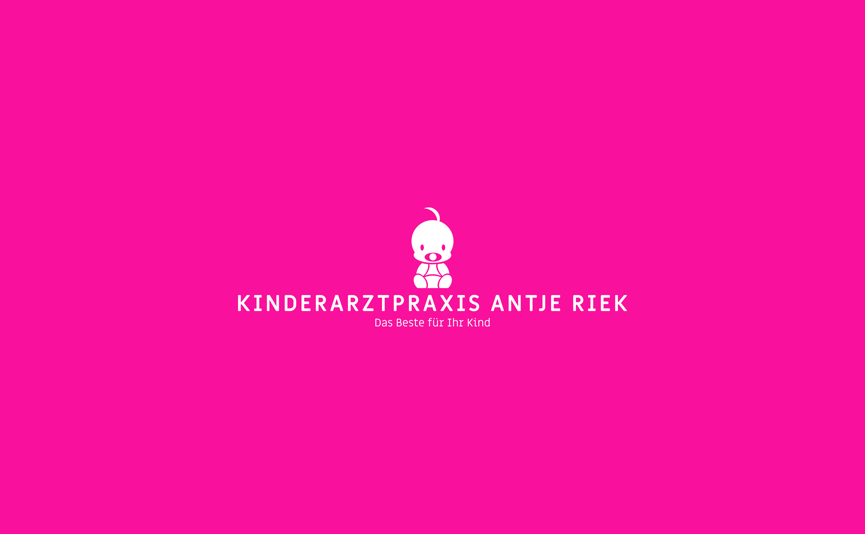 KINDERARZTPRAXIS ANTJE RIEK
Das Beste für Ihr Kind